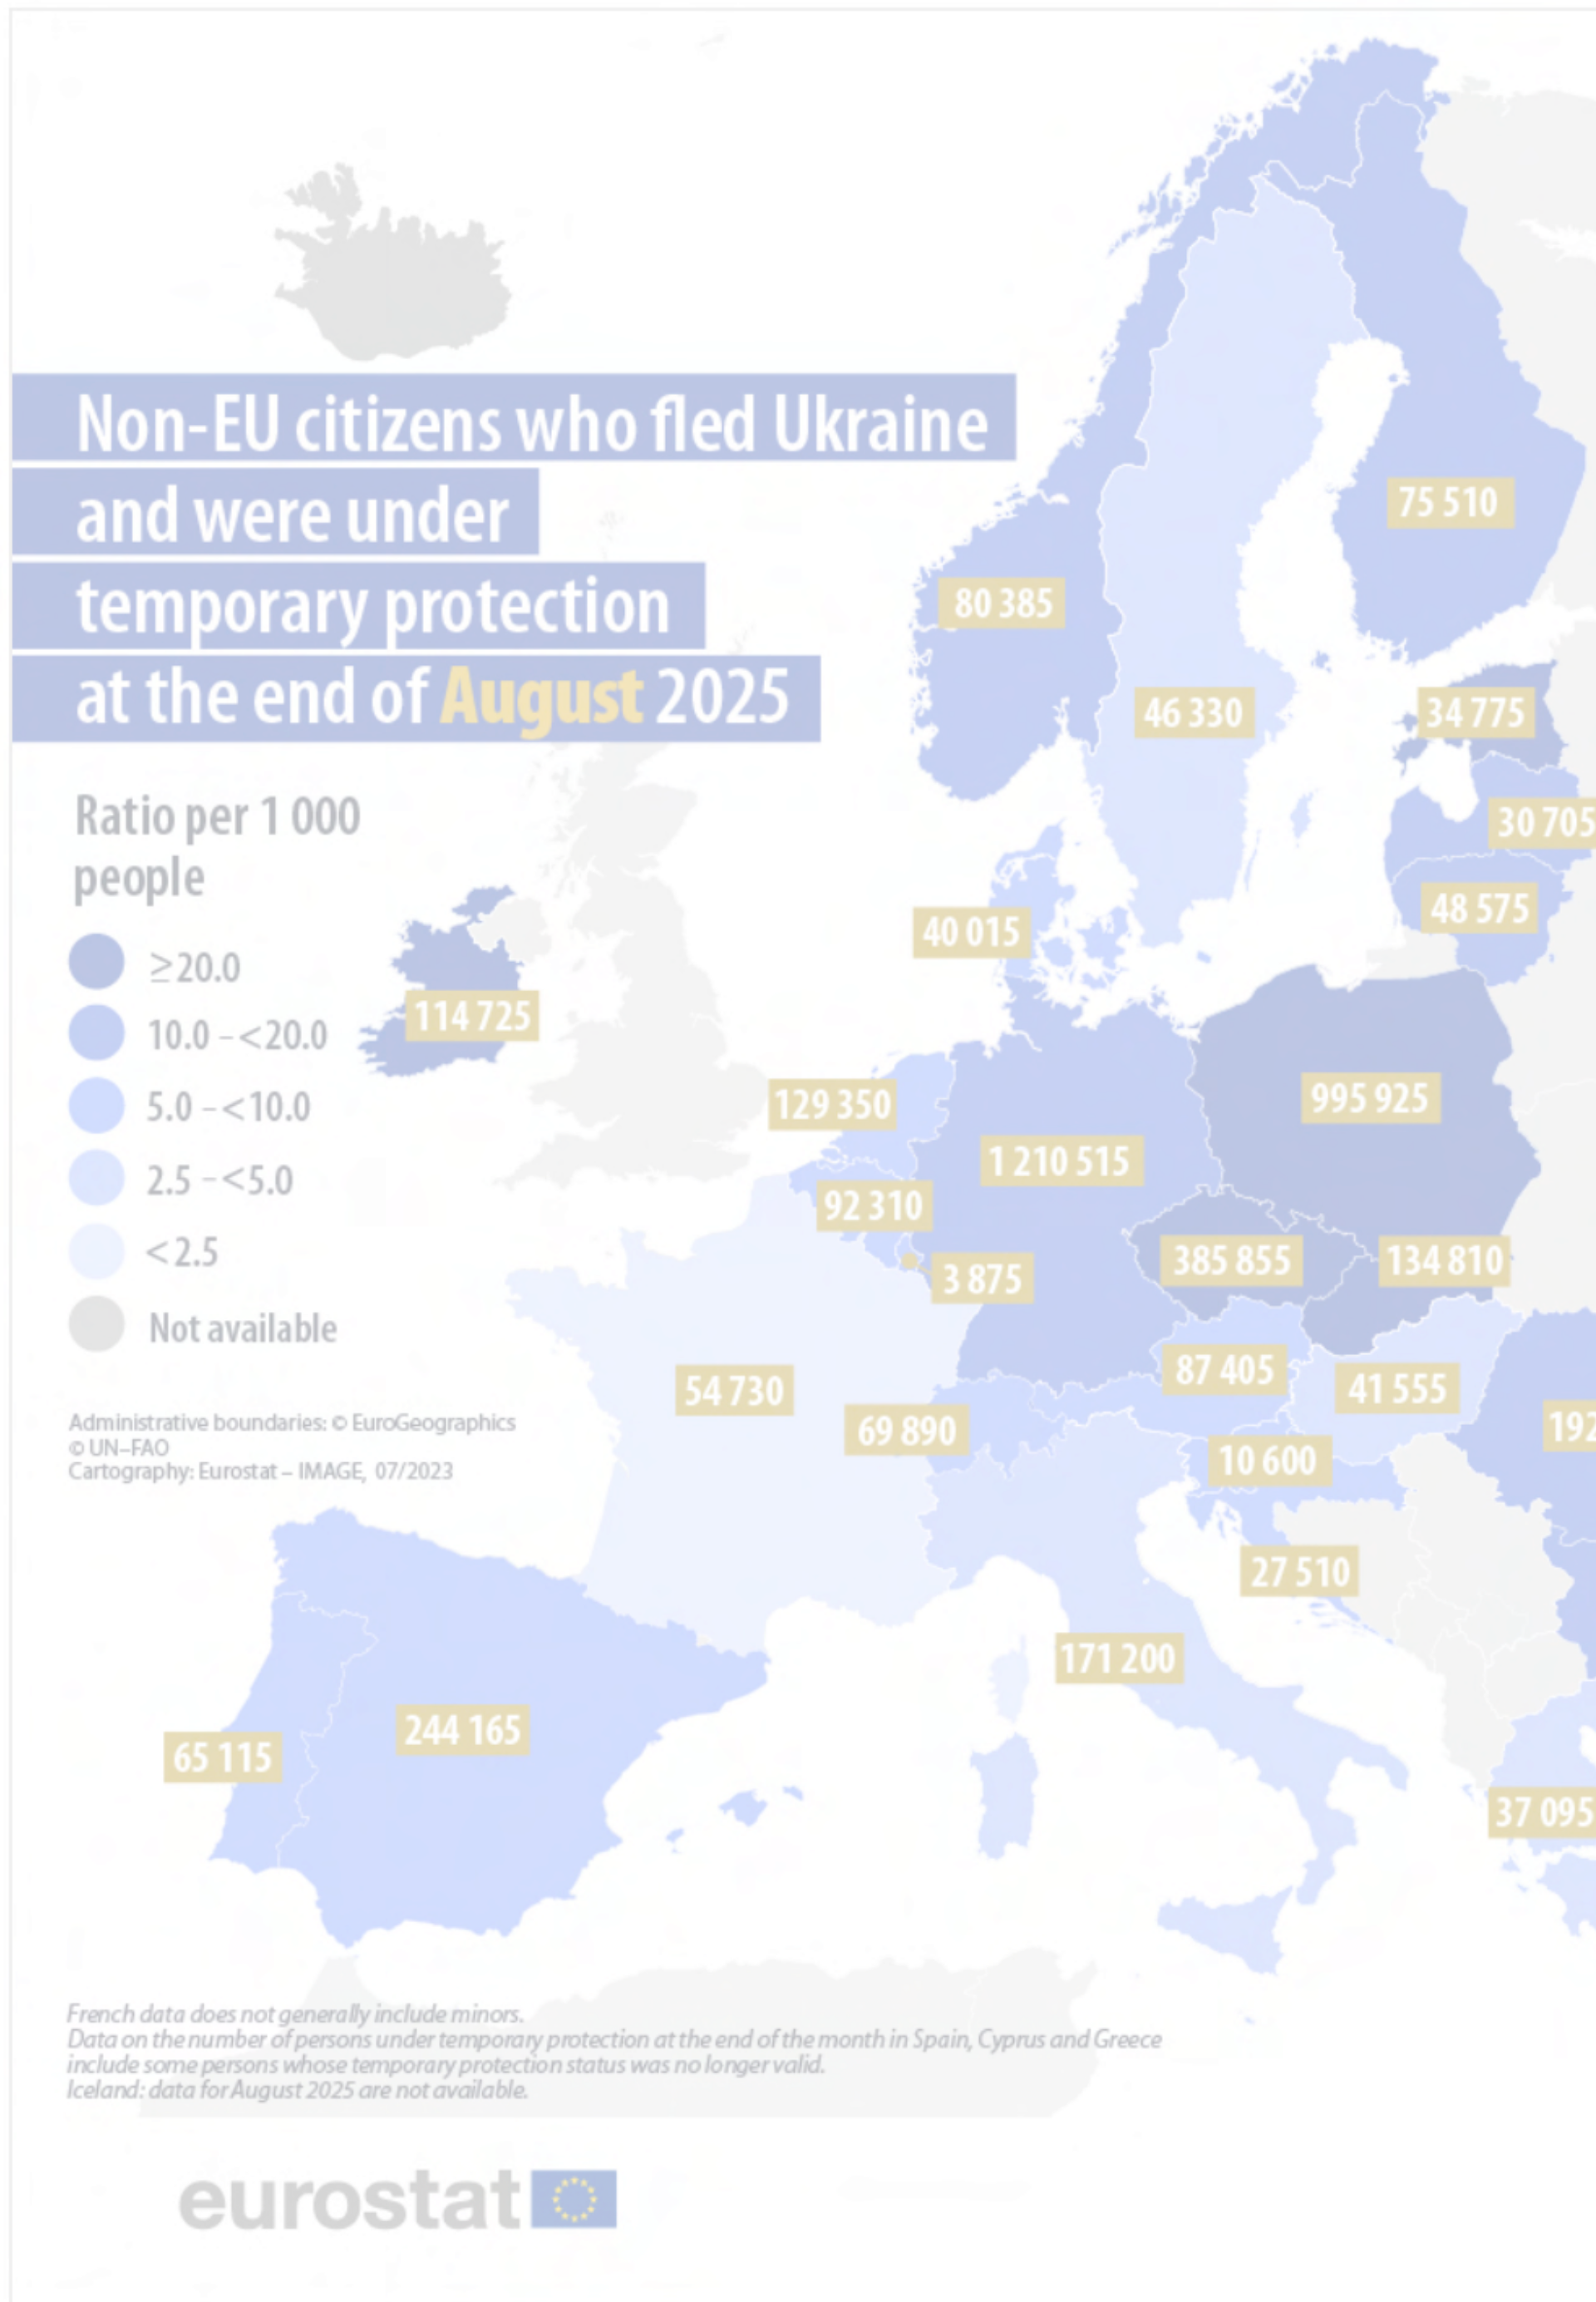 Non-EU citizens who fled Ukraine
and were under
temporary protection
at the end of August 2025
Ratio per 1 000
people
≥20.0
10.0 –<20.0
5.0 –<10.0
2.5 –<5.0
<2.5
Not available
Administrative boundaries: © EuroGeographics
© UN–FAO
Cartography: Eurostat – IMAGE, 07/2023
75 510
80 385
46 330
34 775
30 705
48 575
40 015
114 725
129 350
995 925
1 210 515
92 310
3 875
385 855
134 810
87 405
41 555
54 730
69 890
192
10 600
27 510
171 200
244 165
65 115
37 095
French data does not generally include minors.
Data on the number of persons under temporary protection at the end of the month in Spain, Cyprus and Greece
include some persons whose temporary protection status was no longer valid.
Iceland: data for August 2025 are not available.
eurostat